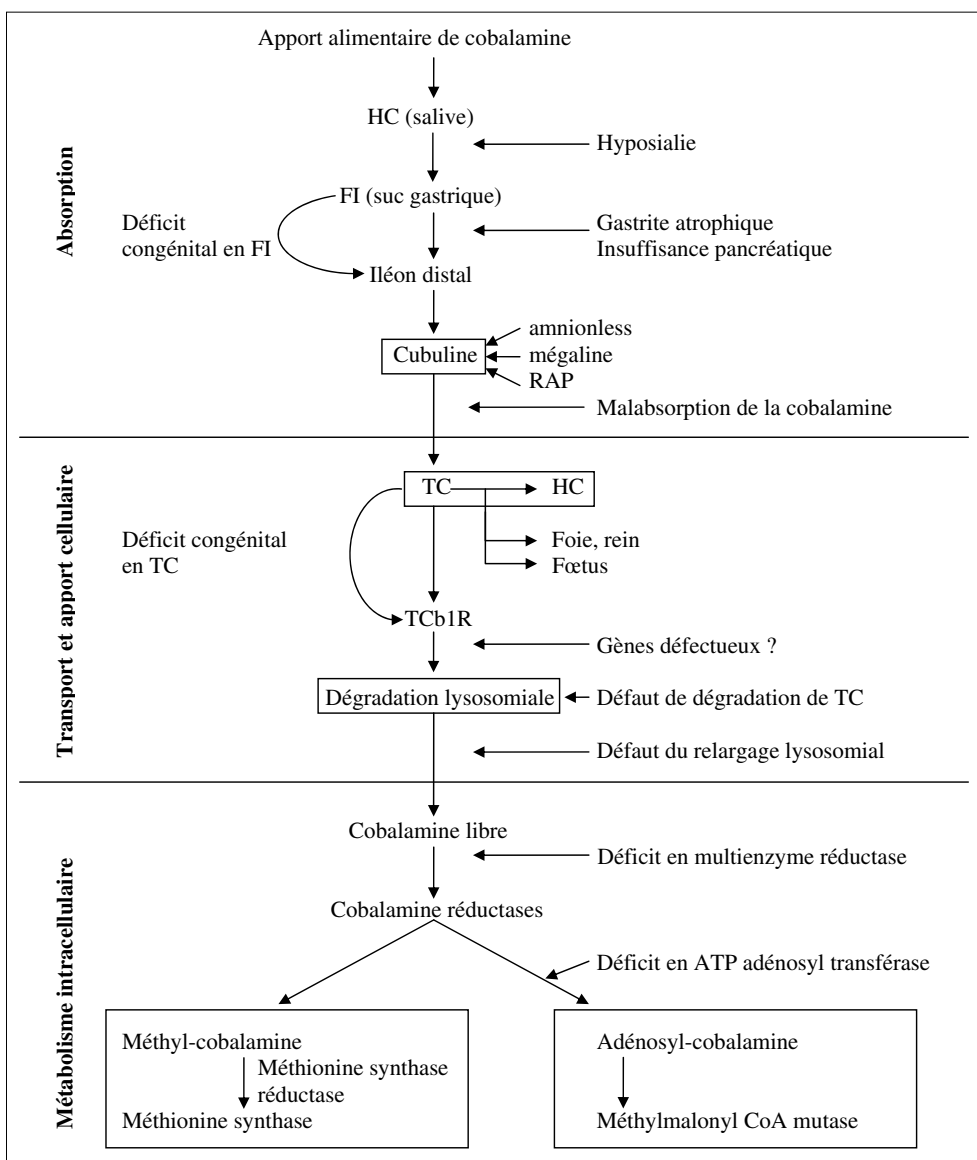 Absorption
Apport alimentaire de cobalamine
HC (salive)
Hyposialie
FI (suc gastrique)
Déficit
congénital en FI
Gastrite atrophique
Insuffisance pancréatique
Iléon distal
Cubuline
amnionless
mégaline
RAP
Malabsorption de la cobalamine
Transport et apport cellulaire
TC
HC
Foie, rein
Fœtus
Déficit congénital
en TC
TCb1R
Gènes défectueux ?
Dégradation lysosomiale
Défaut de dégradation de TC
Défaut du relargage lysosomial
Métabolisme intracellulaire
Cobalamine libre
Déficit en multienzyme réductase
Cobalamine réductases
Déficit en ATP adénosyl transférase
Méthyl-cobalamine
Méthionine synthase
réductase
Méthionine synthase
Adénosyl-cobalamine
Méthylmalonyl CoA mutase